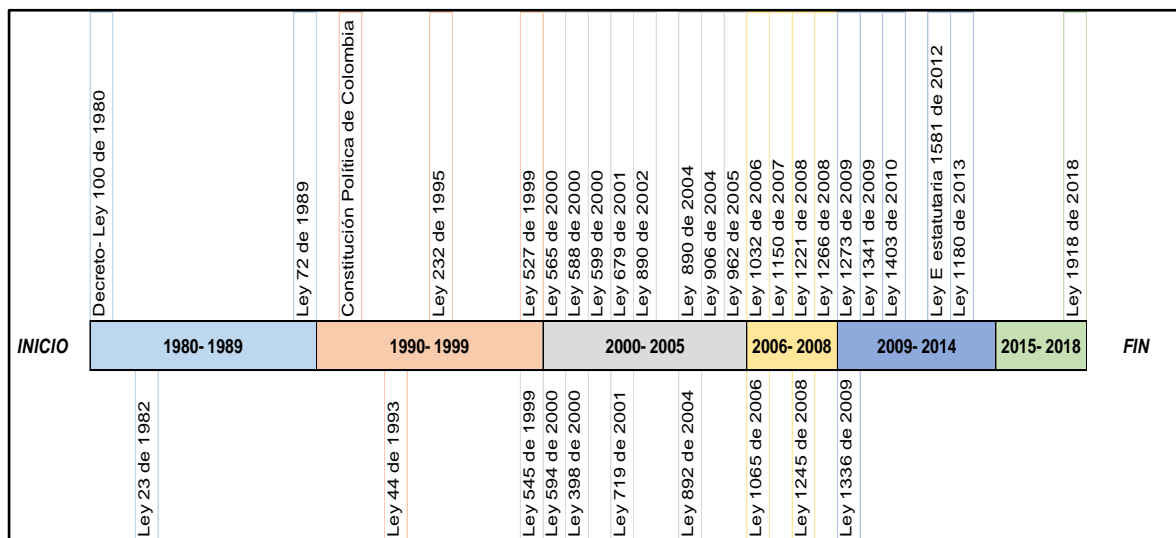 Decreto- Ley 100 de 1980
Ley 72 de 1989
Constitución Política de Colombia
Ley 232 de 1995
Ley 527 de 1999
Ley 565 de 2000
Ley 588 de 2000
Ley 599 de 2000
Ley 679 de 2001
Ley 890 de 2002
Ley 890 de 2004
Ley 906 de 2004
Ley 962 de 2005
Ley 1032 de 2006
Ley 1150 de 2007
Ley 1221 de 2008
Ley 1266 de 2008
Ley 1273 de 2009
Ley 1341 de 2009
Ley 1403 de 2010
Ley E estatutaria 1581 de 2012
Ley 1180 de 2013
Ley 1918 de 2018
INICIO
1980- 1989
1990- 1999
2000- 2005
2006- 2008
2009- 2014
2015- 2018
FIN
Ley 23 de 1982
Ley 44 de 1993
Ley 545 de 1999
Ley 594 de 2000
Ley 398 de 2000
Ley 719 de 2001
Ley 892 de 2004
Ley 1065 de 2006
Ley 1245 de 2008
Ley 1336 de 2009